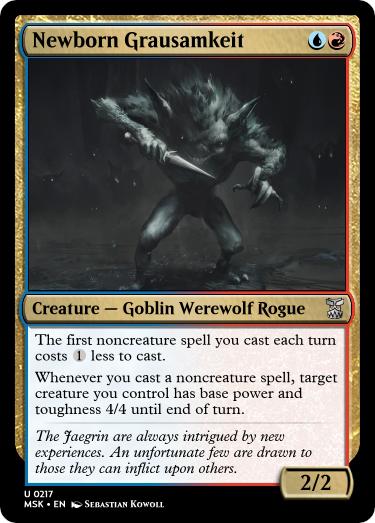 Newborn Grausamkeit
Creature — Goblin Werewolf Rogue
The first noncreature spell you cast each turn
costs 1 less to cast.
Whenever you cast a noncreature spell, target
creature you control has base power and
toughness 4/4 until end of turn.
The Jaegrin are always intrigued by new
experiences. An unfortunate few are drawn to
those they can inflict upon others.
2/2
U 0217
MSK • EN Sebastian Kowoll